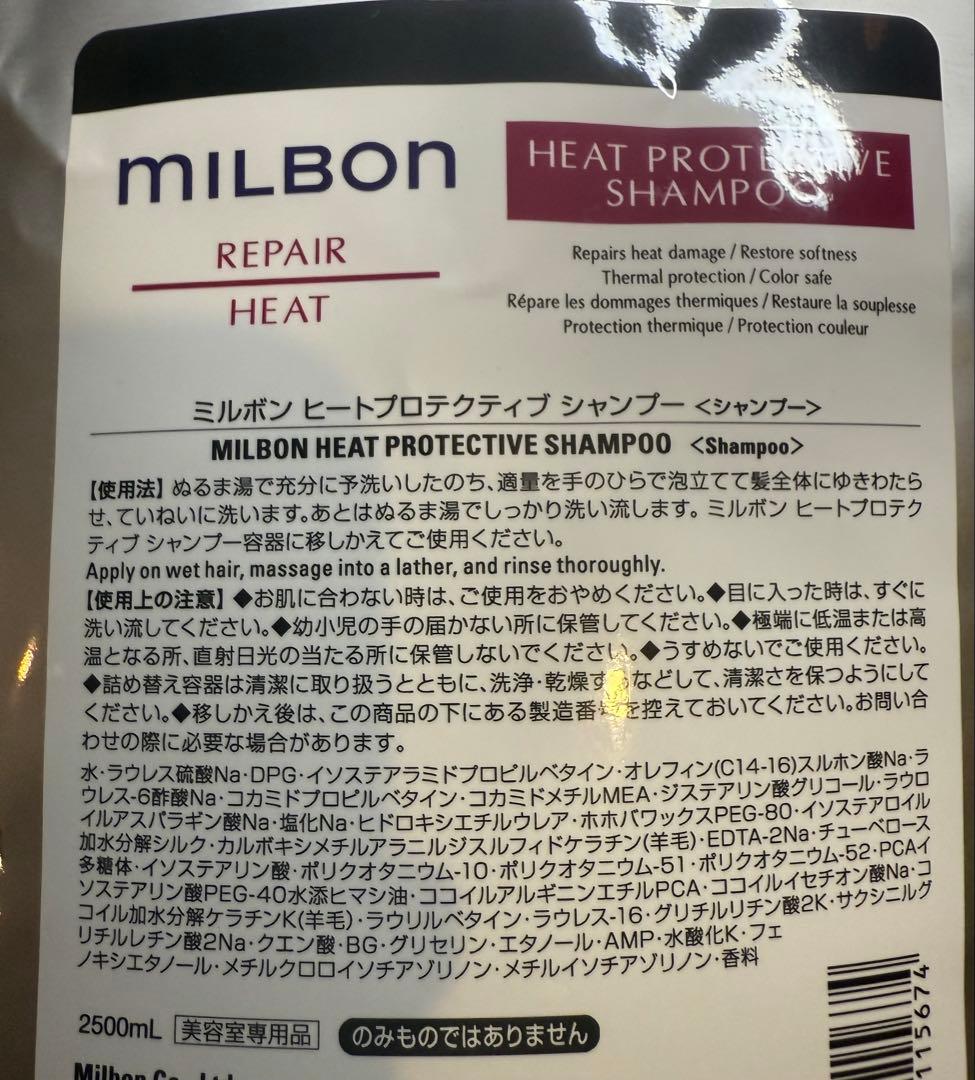 MILBON
REPAIR
HEAT
HEAT PROTECTIVE
SHAMPOO
Repairs heat damage / Restore softness
Thermal protection / Color safe
Répare les dommages thermiques / Restaure la souplesse
Protection thermique / Protection couleur
ミルボン ヒートプロテクティブ シャンプー <シャンプー>
MILBON HEAT PROTECTIVE SHAMPOO <Shampoo>
【使用法】ぬるま湯で充分に予洗いしたのち、適量を手のひらで泡立てて髪全体にゆきわたら
せ、ていねいに洗います。あとはぬるま湯でしっかり洗い流します。 ミルボン ヒートプロテク
ティブ シャンプー容器に移しかえてご使用ください。
Apply on wet hair, massage into a lather, and rinse thoroughly.
【使用上の注意】◆お肌に合わない時は、ご使用をおやめください。◆目に入った時は、すぐに
洗い流してください。◆幼小児の手の届かない所に保管してください。◆極端に低温または高
温となる所、直射日光の当たる所に保管しないでください。◆うすめないでご使用ください。
◆詰め替え容器は清潔に取り扱うとともに、洗浄・乾燥するなどして、清潔さを保つようにして
ください。◆移しかえ後は、この商品の下にある製造番号を控えておいてください。お問い合
わせの際に必要な場合があります。
水・ラウレス硫酸Na・DPG・イソステアラミドプロピルベタイン・オレフィン(C14-16)スルホン酸Na・ラ
ウレス-6酢酸Na・コカミドプロピルベタイン・コカミドメチルMEA・ジステアリン酸グリコール・ラウロ
イルアスパラギン酸Na・塩化Na・ヒドロキシエチルウレア・ホホバワックスPEG-80・イソステアロイル
加水分解シルク・カルボキシメチルアラニルジスルフィドケラチン(羊毛)・EDTA-2Na・チューベロース
多糖体・イソステアリン酸・ポリクオタニウム-10・ポリクオタニウム-51・ポリクオタニウム-52・PCAイ
ソステアリン酸PEG-40水添ヒマシ油・ココイルアルギニンエチルPCA・ココイルイセチオン酸Na・コ
コイル加水分解ケラチンK(羊毛)・ラウリルベタイン・ラウレス-16・グリチルリチン酸2K・サクシニルグ
リチルレチン酸2Na・クエン酸・BG・グリセリン・エタノール・AMP・水酸化K・フェ
ノキシエタノール・メチルクロロイソチアゾリノン・メチルイソチアゾリノン・香料
2500mL 美容室専用品 のみものではありません
Milbon Co., Ltd.
115674